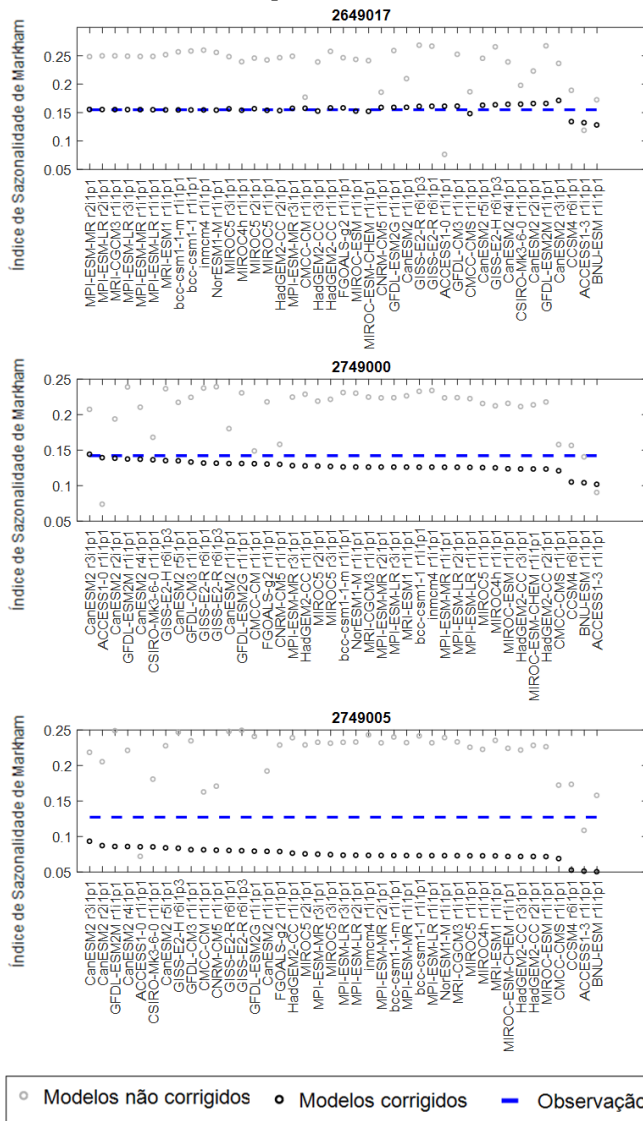 2649017
Índice de Sazonalidade de Markham
0.25
0.2
0.15
0.1
0.05
MPI-ESM-MR r2i1p1
MPI-ESM-LR r2i1p1
MRI-CGCM3 r1i1p1
MPI-ESM-LR r3i1p1
MPI-ESM-MR r1i1p1
MPI-ESM-LR r1i1p1
MRI-ESM1 r1i1p1
bcc-csm1-1-m r1i1p1
bcc-csm1-1 r1i1p1
inmcm4 r1i1p1
NorESM1-M r1i1p1
MIROC5 r3i1p1
MIROC4h r1i1p1
MIROC5 r2i1p1
MIROC5 r1i1p1
HadGEM2-CC r2i1p1
MPI-ESM-MR r3i1p1
CMCC-CM r1i1p1
HadGEM2-CC r3i1p1
HadGEM2-CC r1i1p1
FGOALS-g2 r1i1p1
MIROC-ESM r1i1p1
MIROC-ESM-CHEM r1i1p1
CNRM-CM5 r1i1p1
GFDL-ESM2G r1i1p1
CanESM2 r1i1p1
GISS-E2-R r6i1p3
GISS-E2-R r6i1p1
ACCESS1-0 r1i1p1
GFDL-CM3 r1i1p1
CMCC-CMS r1i1p1
CanESM2 r5i1p1
GISS-E2-H r6i1p3
CanESM2 r4i1p1
CSIRO-Mk3-6-0 r1i1p1
CanESM2 r2i1p1
GFDL-ESM2M r1i1p1
CanESM2 r3i1p1
CCSM4 r6i1p1
ACCESS1-3 r1i1p1
BNU-ESM r1i1p1
2749000
Índice de Sazonalidade de Markham
0.25
0.2
0.15
0.1
0.05
CanESM2 r3i1p1
ACCESS1-0 r1i1p1
CanESM2 r2i1p1
GFDL-ESM2M r1i1p1
CanESM2 r4i1p1
CSIRO-Mk3-6-0 r1i1p1
GISS-E2-H r6i1p3
CanESM2 r5i1p1
GFDL-CM3 r1i1p1
GISS-E2-R r6i1p1
GISS-E2-R r6i1p3
CanESM2 r1i1p1
GFDL-ESM2G r1i1p1
CMCC-CM r1i1p1
FGOALS-g2 r1i1p1
CNRM-CM5 r1i1p1
MPI-ESM-MR r3i1p1
HadGEM2-CC r1i1p1
MIROC5 r2i1p1
MIROC5 r3i1p1
bcc-csm1-1-m r1i1p1
NorESM1-M r1i1p1
MRI-CGCM3 r1i1p1
MPI-ESM-MR r2i1p1
MPI-ESM-LR r3i1p1
MRI-ESM1 r1i1p1
bcc-csm1-1 r1i1p1
inmcm4 r1i1p1
MPI-ESM-MR r1i1p1
MPI-ESM-LR r2i1p1
MPI-ESM-LR r1i1p1
MIROC5 r1i1p1
MIROC4h r1i1p1
MIROC-ESM r1i1p1
HadGEM2-CC r3i1p1
MIROC-ESM-CHEM r1i1p1
HadGEM2-CC r2i1p1
CMCC-CMS r1i1p1
CCSM4 r6i1p1
BNU-ESM r1i1p1
ACCESS1-3 r1i1p1
2749005
Índice de Sazonalidade de Markham
0.25
0.2
0.15
0.1
0.05
CanESM2 r3i1p1
CanESM2 r2i1p1
GFDL-ESM2M r1i1p1
CanESM2 r4i1p1
ACCESS1-0 r1i1p1
CSIRO-Mk3-6-0 r1i1p1
CanESM2 r5i1p1
GISS-E2-H r6i1p3
GFDL-CM3 r1i1p1
CMCC-CM r1i1p1
CNRM-CM5 r1i1p1
GISS-E2-R r6i1p1
GISS-E2-R r6i1p3
GFDL-ESM2G r1i1p1
CanESM2 r1i1p1
FGOALS-g2 r1i1p1
HadGEM2-CC r1i1p1
MIROC5 r2i1p1
MPI-ESM-MR r3i1p1
MIROC5 r3i1p1
MPI-ESM-LR r3i1p1
MPI-ESM-LR r2i1p1
inmcm4 r1i1p1
MPI-ESM-MR r2i1p1
bcc-csm1-1-m r1i1p1
MPI-ESM-MR r1i1p1
bcc-csm1-1 r1i1p1
MPI-ESM-LR r1i1p1
NorESM1-M r1i1p1
MRI-CGCM3 r1i1p1
MIROC5 r1i1p1
MIROC4h r1i1p1
MRI-ESM1 r1i1p1
MIROC-ESM-CHEM r1i1p1
HadGEM2-CC r3i1p1
HadGEM2-CC r2i1p1
MIROC-ESM r1i1p1
CMCC-CMS r1i1p1
CCSM4 r6i1p1
ACCESS1-3 r1i1p1
BNU-ESM r1i1p1
Modelos não corrigidos Modelos corrigidos Observação